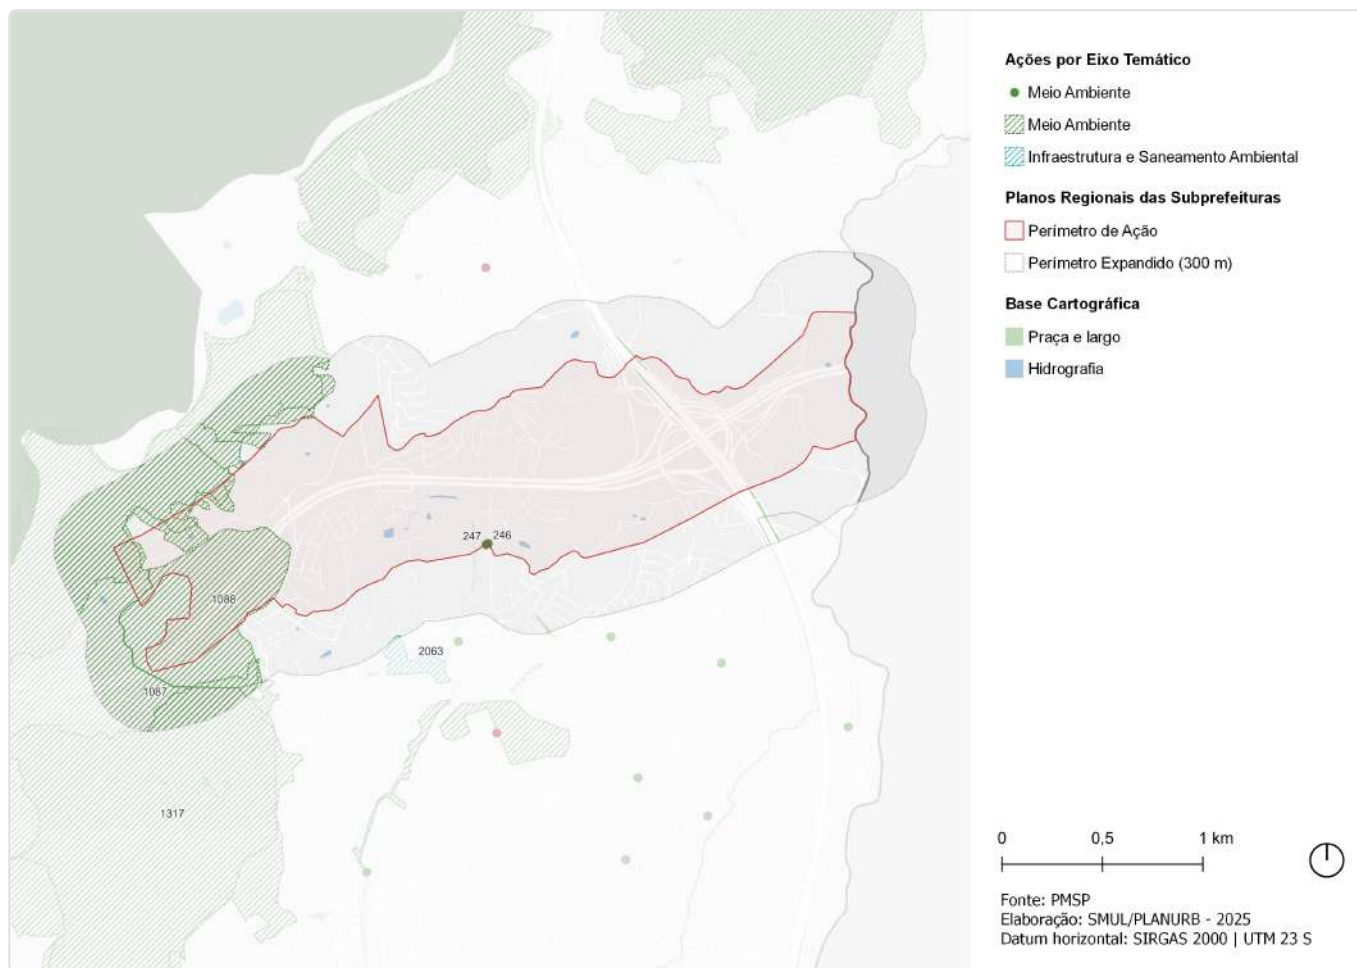 Ações por Eixo Temático
Meio Ambiente
Meio Ambiente
Infraestrutura e Saneamento Ambiental
Planos Regionais das Subprefeituras
Perímetro de Ação
Perímetro Expandido (300 m)
Base Cartográfica
Praça e largo
Hidrografia
247 246
1088
2063
1087
1317
0 0,5 1 km
Fonte: PMSP
Elaboração: SMUL/PLANURB - 2025
Datum horizontal: SIRGAS 2000 | UTM 23 S